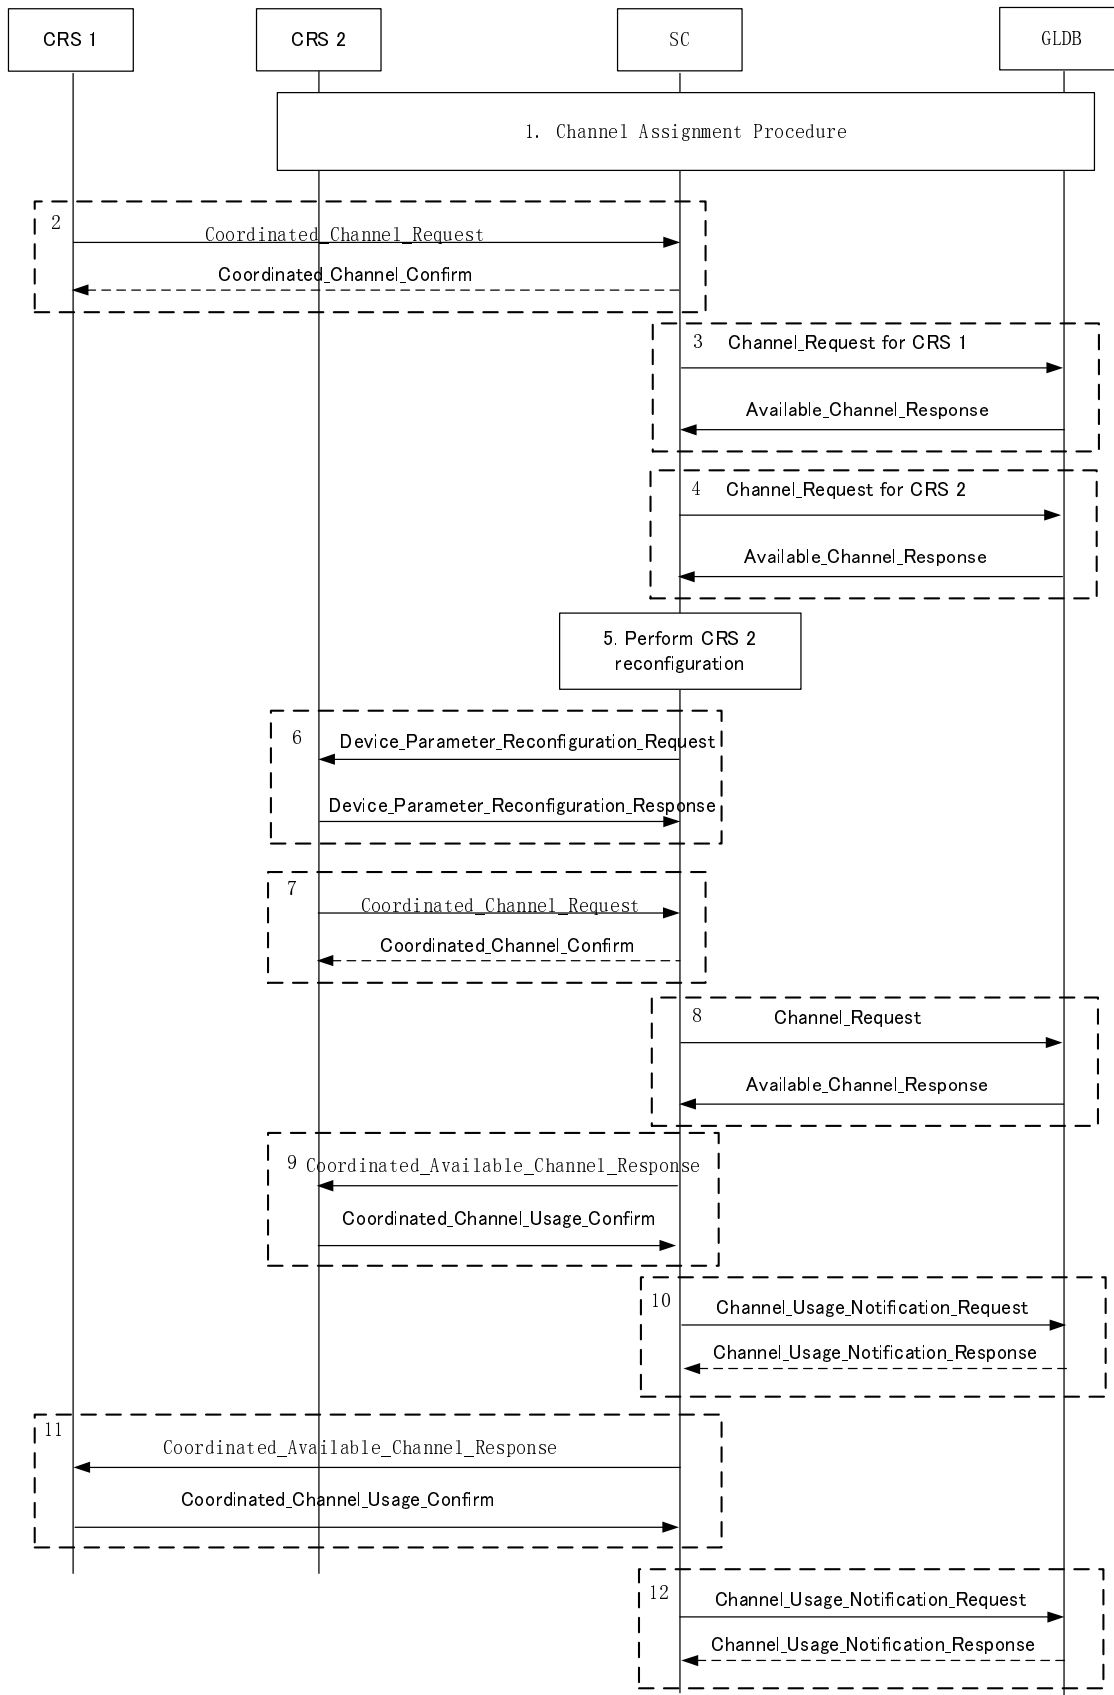 CRS 1
CRS 2
SC
GLDB
1. Channel Assignment Procedure
2
Coordinated_Channel_Request
Coordinated_Channel_Confirm
3
Channel_Request for CRS 1
Available_Channel_Response
4
Channel_Request for CRS 2
Available_Channel_Response
5. Perform CRS 2
reconfiguration
6
Device_Parameter_Reconfiguration_Request
Device_Parameter_Reconfiguration_Response
7
Coordinated_Channel_Request
Coordinated_Channel_Confirm
8
Channel_Request
Available_Channel_Response
9
Coordinated_Available_Channel_Response
Coordinated_Channel_Usage_Confirm
10
Channel_Usage_Notification_Request
Channel_Usage_Notification_Response
11
Coordinated_Available_Channel_Response
Coordinated_Channel_Usage_Confirm
12
Channel_Usage_Notification_Request
Channel_Usage_Notification_Response